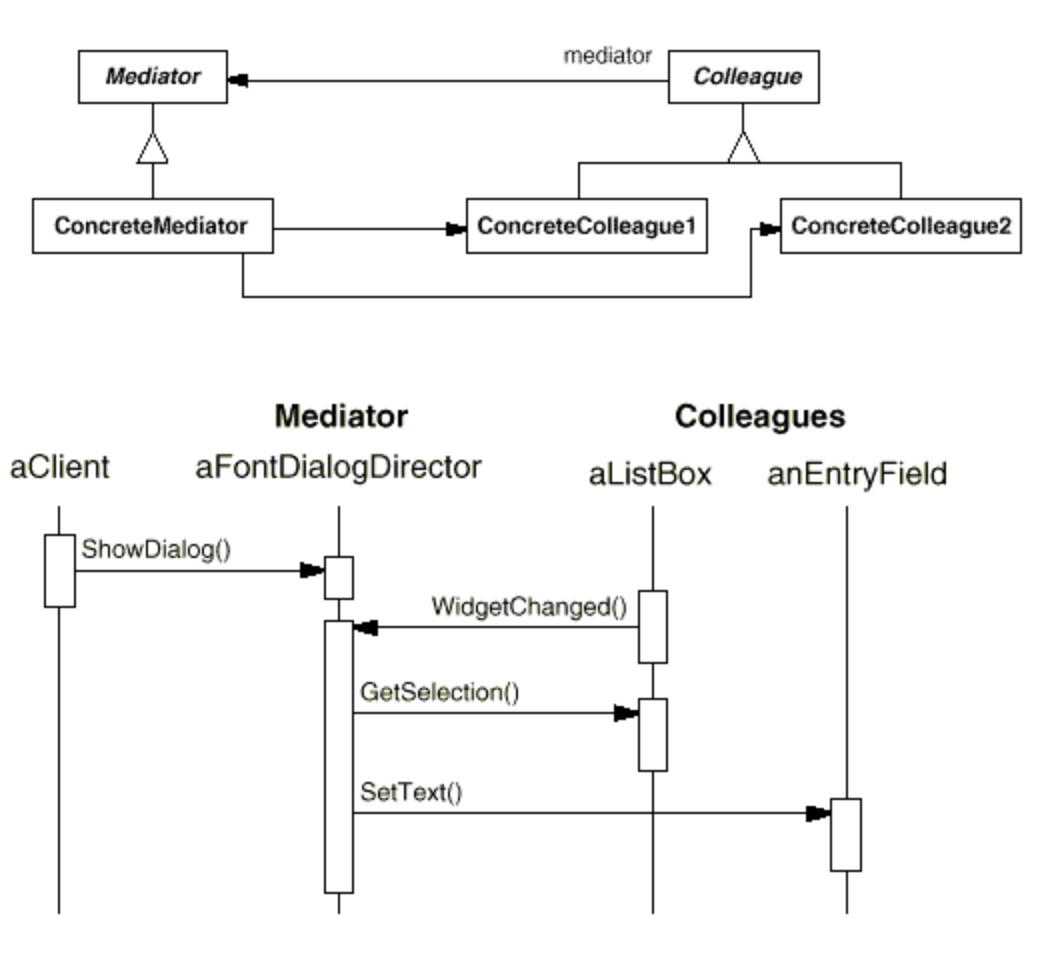 mediator
Mediator
Colleague
ConcreteMediator
ConcreteColleague1
ConcreteColleague2
Mediator
Colleagues
aClient
aFontDialogDirector
aListBox
anEntryField
ShowDialog()
WidgetChanged()
GetSelection()
SetText()